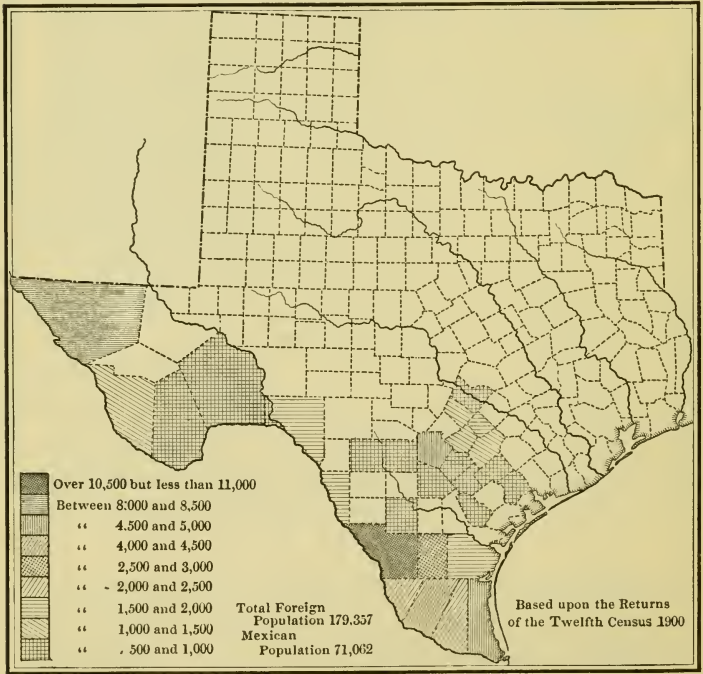 Over 10,500 but less than 11,000
Between 8:000 and 8,500
“ 4.500 and 5,000
“ 4,000 and 4,500
“ 2,500 and 3,000
“ - 2,000 and 2,500
“ 1,500 and 2,000
“ 1,000 and 1,500
“ . 500 and 1,000
Total Foreign
Population 179,357
Mexican
Population 71,062
Based upon the Returns
of the Twelfth Census 1900